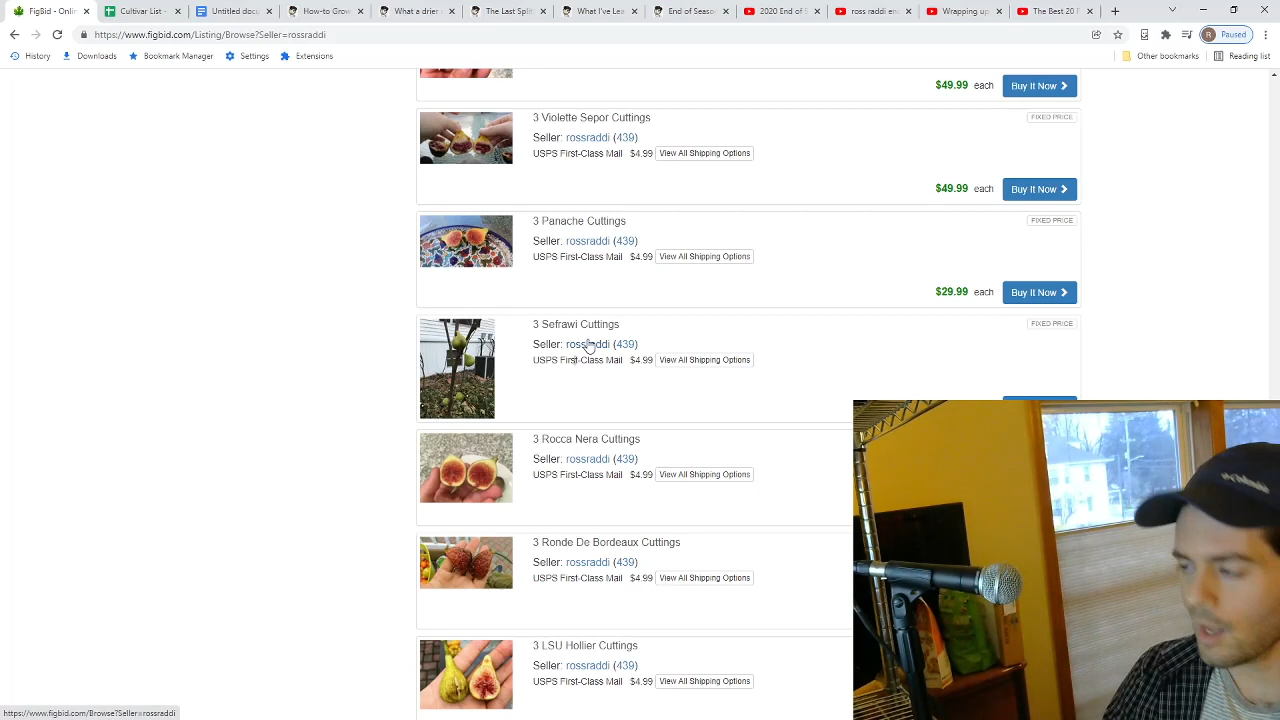 Figbid - Onli
Cultivar list -
Untitled docu
How-to Grow
What a drier
The Last Split
What I've Lea
End of Season
2020 End of S
ross raddi en
Wrapping up
The Best 20 T
https://www.figbid.com/Listing/Browse?Seller=rossraddi
R Paused
History Downloads Bookmark Manager Settings Extensions Other bookmarks Reading list
$49.99 each Buy It Now
3 Violette Sepor Cuttings FIXED PRICE
Seller: rossraddi (439)
USPS First-Class Mail $4.99 View All Shipping Options
$49.99 each Buy It Now
3 Panache Cuttings FIXED PRICE
Seller: rossraddi (439)
USPS First-Class Mail $4.99 View All Shipping Options
$29.99 each Buy It Now
3 Sefrawi Cuttings FIXED PRICE
Seller: rossraddi (439)
USPS First-Class Mail $4.99 View All Shipping Options
3 Rocca Nera Cuttings
Seller: rossraddi (439)
USPS First-Class Mail $4.99 View All Shipping Options
3 Ronde De Bordeaux Cuttings
Seller: rossraddi (439)
USPS First-Class Mail $4.99 View All Shipping Options
3 LSU Hollier Cuttings
Seller: rossraddi (439)
USPS First-Class Mail $4.99 View All Shipping Options
https://www.figbid.com/Browse?Seller=rossraddi